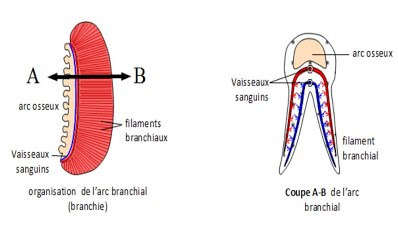 A
B
arc osseux
filaments
branchiaux
Vaisseaux
sanguins
organisation de l'arc branchial
(branchie)
arc osseux
Vaisseaux
sanguins
filament
branchial
Coupe A-B de l'arc
branchial